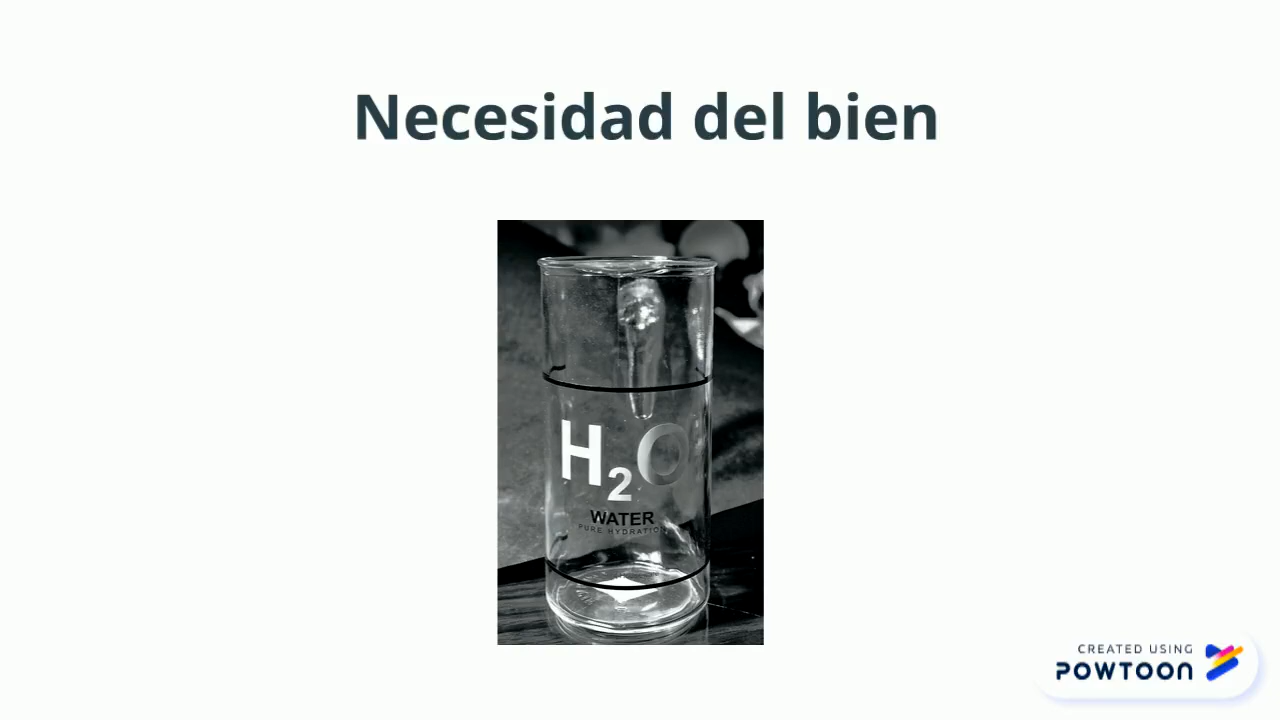 Necesidad del bien
H2O
WATER
PURE HYDRATION
CREATED USING
POWTOON